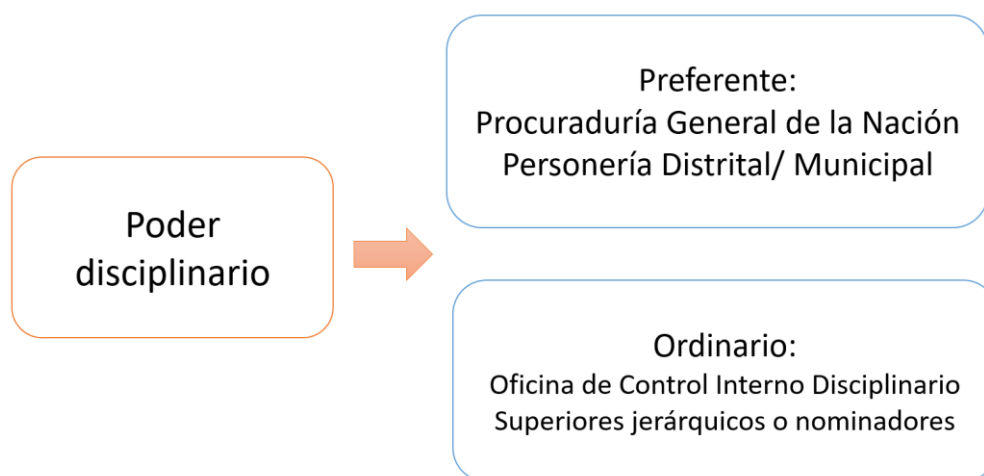 Poder
disciplinario
Preferente:
Procuraduría General de la Nación
Personería Distrital/ Municipal
Ordinario:
Oficina de Control Interno Disciplinario
Superiores jerárquicos o nominadores